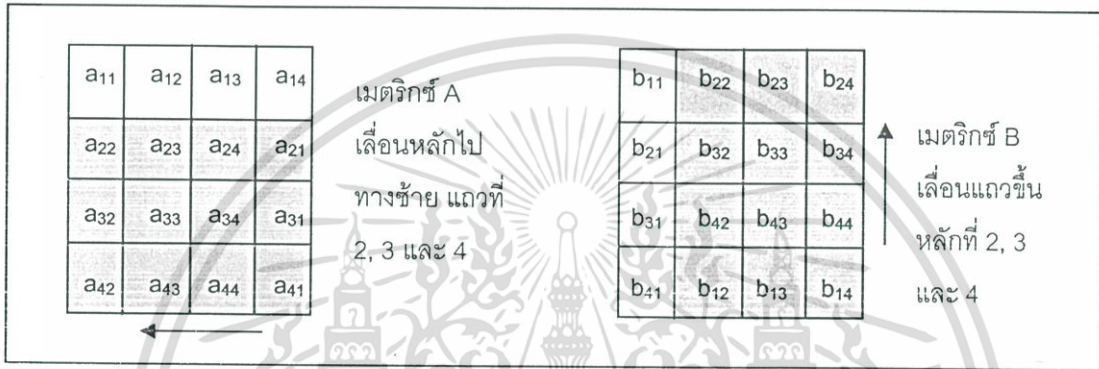 a11 a12 a13 a14
a22 a23 a24 a21
a32 a33 a34 a31
a42 a43 a44 a41
เมตริกซ์ A
เลื่อนหลักไป
ทางซ้าย แถวที่
2, 3 และ 4
b11 b22 b23 b24
b21 b32 b33 b34
b31 b42 b43 b44
b41 b12 b13 b14
เมตริกซ์ B
เลื่อนแถวขึ้น
หลักที่ 2, 3
และ 4